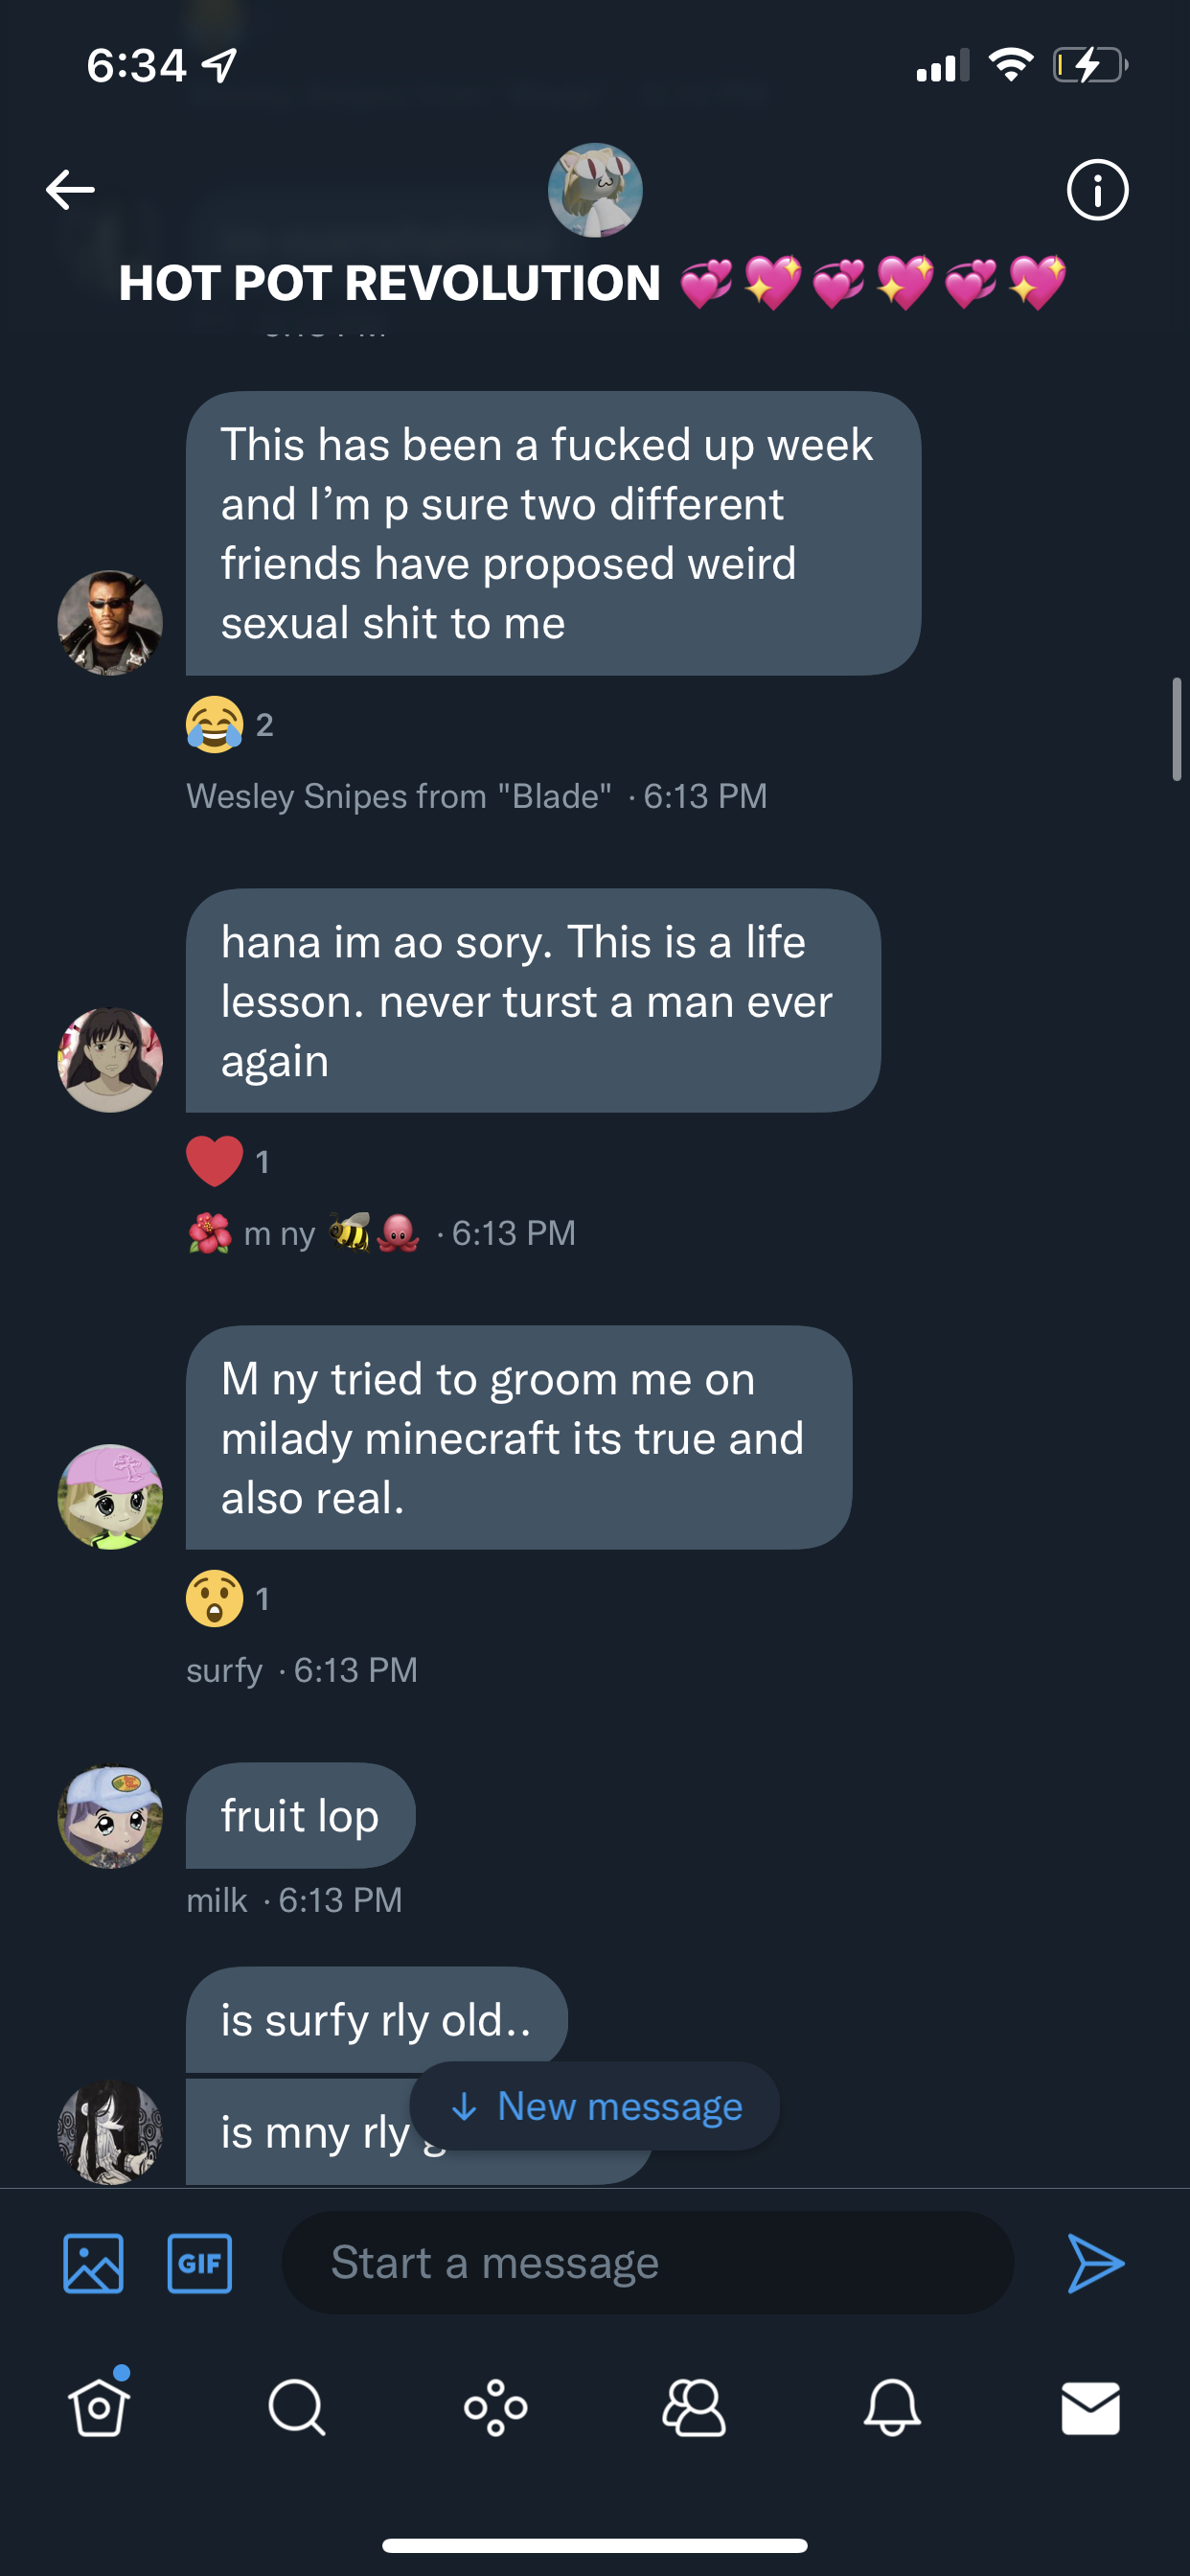 6:34
HOT POT REVOLUTION 💞💖💞💖💞💖
This has been a fucked up week
and I’m p sure two different
friends have proposed weird
sexual shit to me
😂 2
Wesley Snipes from "Blade" · 6:13 PM
hana im ao sory. This is a life
lesson. never turst a man ever
again
❤️ 1
🌺 m ny 🐝🐙 · 6:13 PM
M ny tried to groom me on
milady minecraft its true and
also real.
😲 1
surfy · 6:13 PM
fruit lop
milk · 6:13 PM
is surfy rly old..
is mny rly
New message
GIF
Start a message